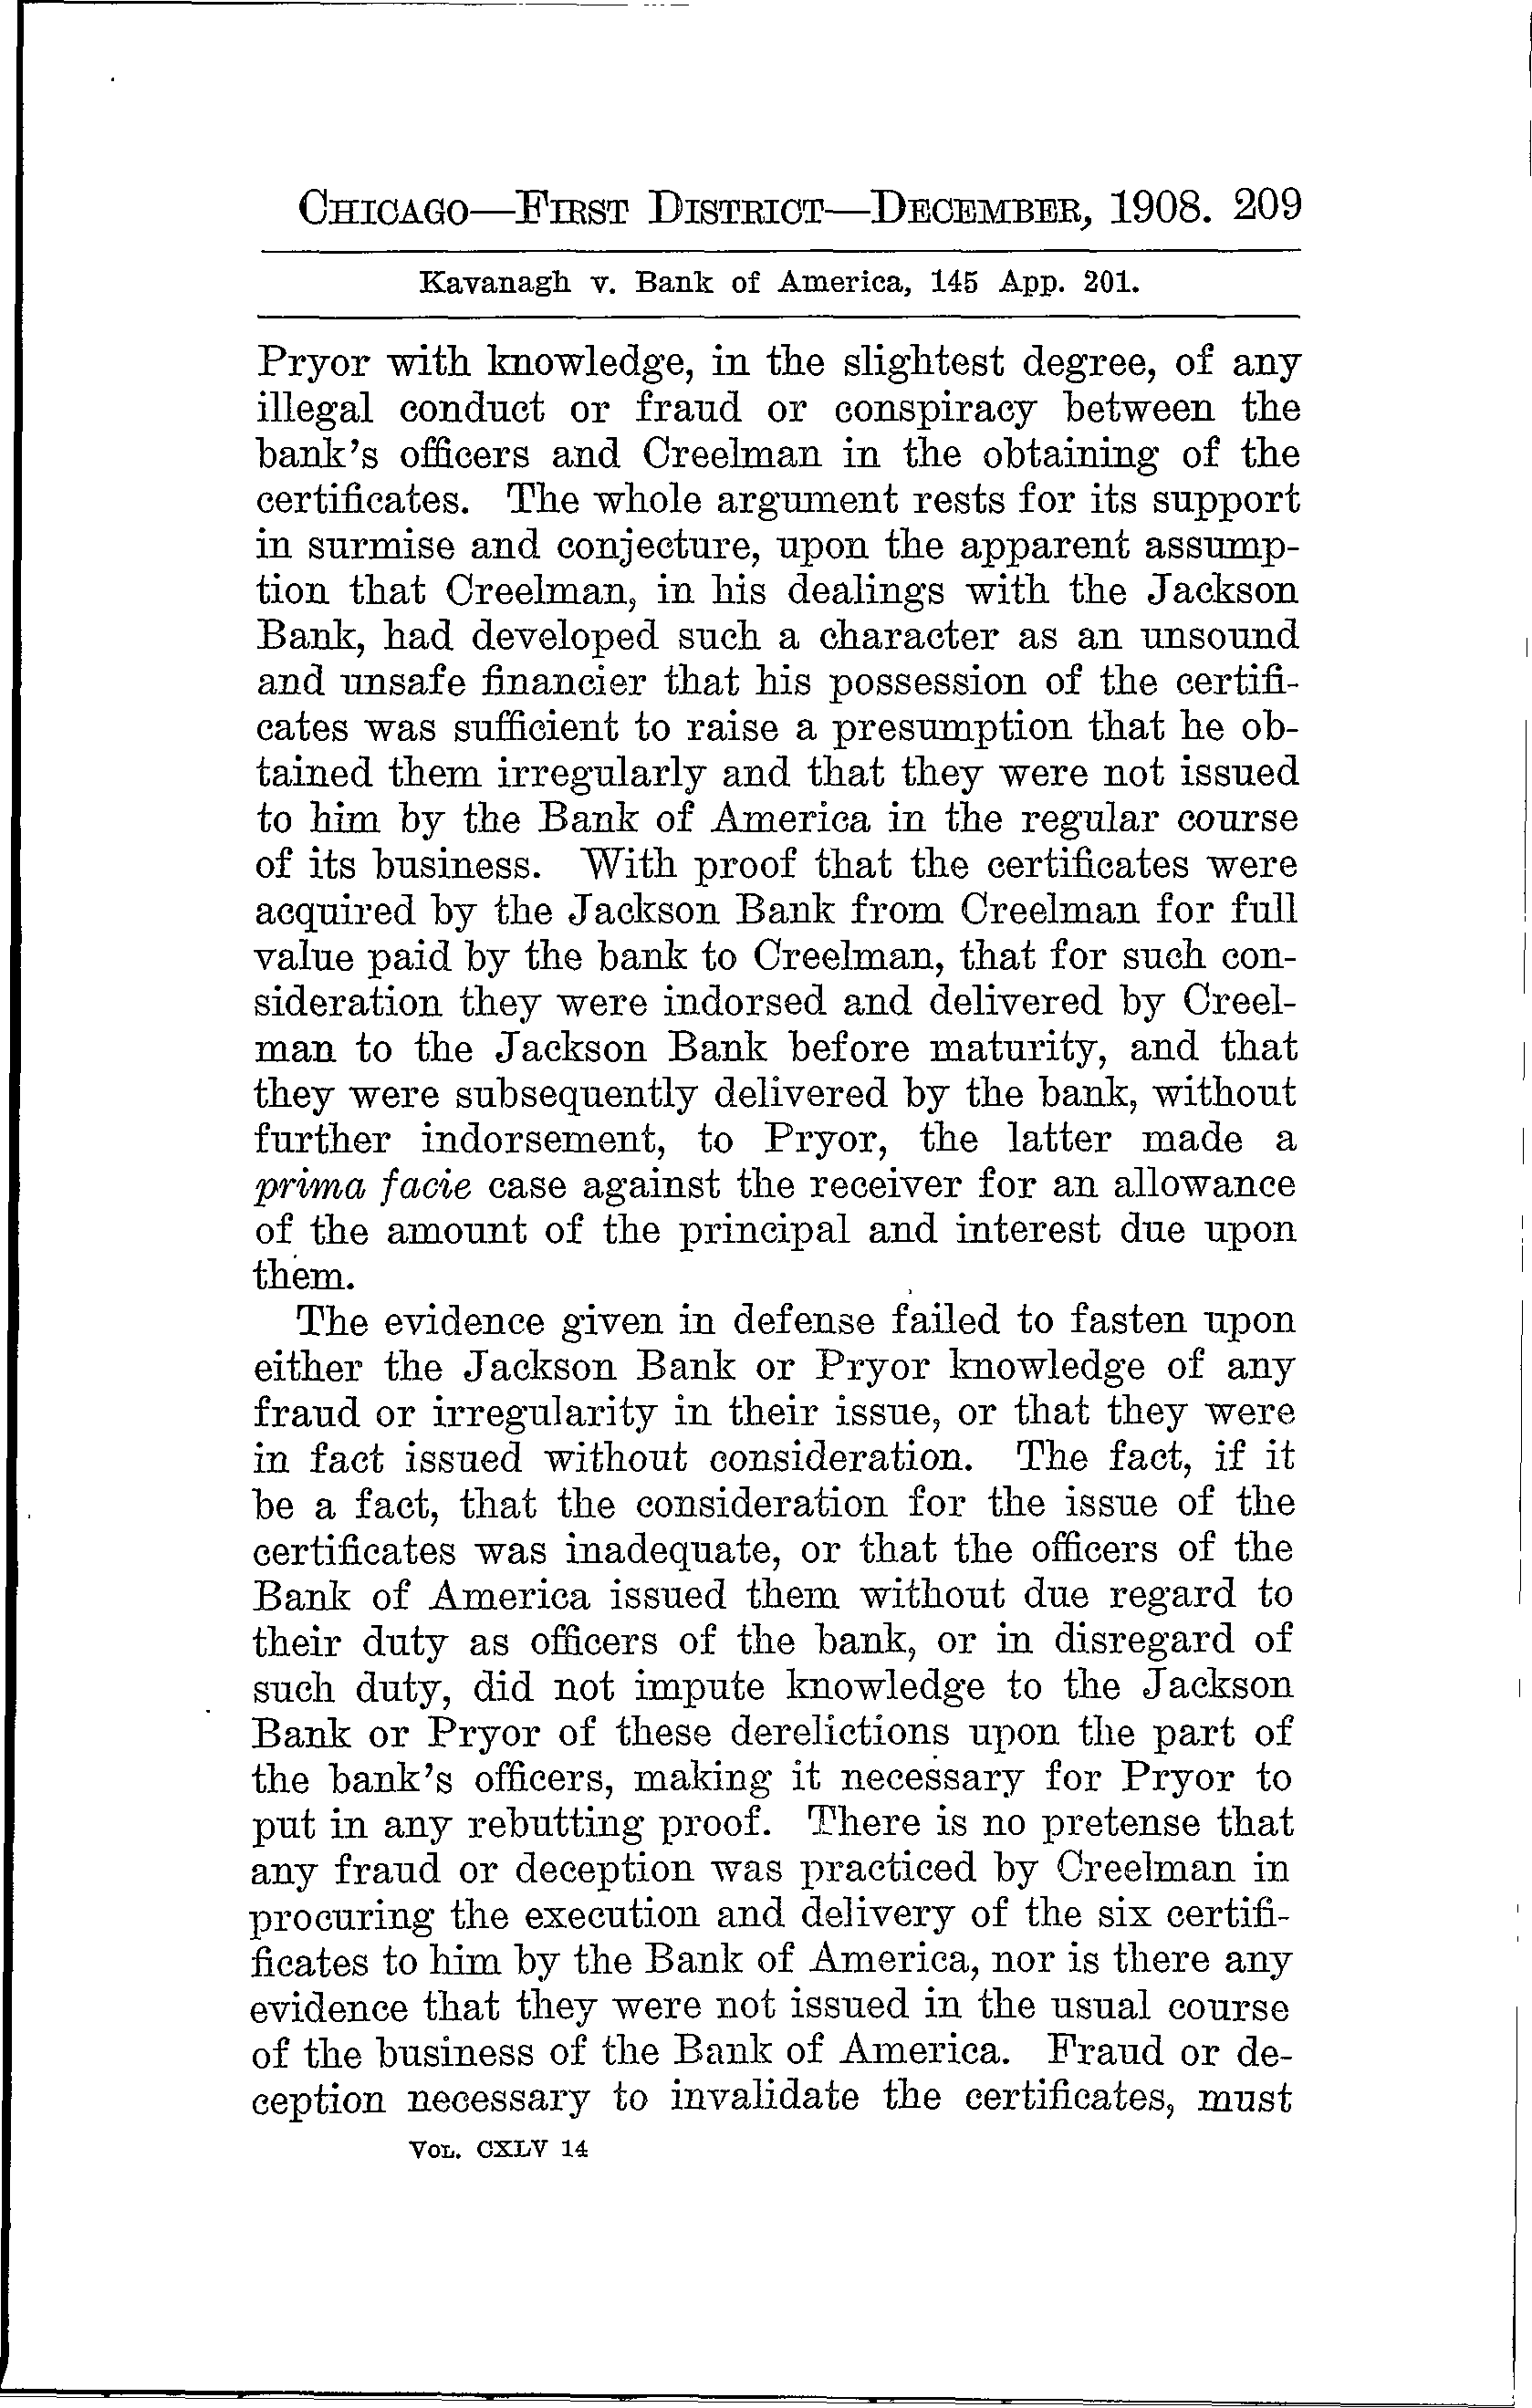 CHICAGO—FIRST DISTRICT—DECEMBER, 1908. 209
Kavanagh v. Bank of America, 145 App. 201.
Pryor with knowledge, in the slightest degree, of any
illegal conduct or fraud or conspiracy between the
bank's officers and Creelman in the obtaining of the
certificates. The whole argument rests for its support
in surmise and conjecture, upon the apparent assump-
tion that Creelman, in his dealings with the Jackson
Bank, had developed such a character as an unsound
and unsafe financier that his possession of the certifi-
cates was sufficient to raise a presumption that he ob-
tained them irregularly and that they were not issued
to him by the Bank of America in the regular course
of its business. With proof that the certificates were
acquired by the Jackson Bank from Creelman for full
value paid by the bank to Creelman, that for such con-
sideration they were indorsed and delivered by Creel-
man to the Jackson Bank before maturity, and that
they were subsequently delivered by the bank, without
further indorsement, to Pryor, the latter made a
prima facie case against the receiver for an allowance
of the amount of the principal and interest due upon
them.
The evidence given in defense failed to fasten upon
either the Jackson Bank or Pryor knowledge of any
fraud or irregularity in their issue, or that they were
in fact issued without consideration. The fact, if it
be a fact, that the consideration for the issue of the
certificates was inadequate, or that the officers of the
Bank of America issued them without due regard to
their duty as officers of the bank, or in disregard of
such duty, did not impute knowledge to the Jackson
Bank or Pryor of these derelictions upon the part of
the bank's officers, making it necessary for Pryor to
put in any rebutting proof. There is no pretense that
any fraud or deception was practiced by Creelman in
procuring the execution and delivery of the six certifi-
ficates to him by the Bank of America, nor is there any
evidence that they were not issued in the usual course
of the business of the Bank of America. Fraud or de-
ception necessary to invalidate the certificates, must
VOL. CXLV 14